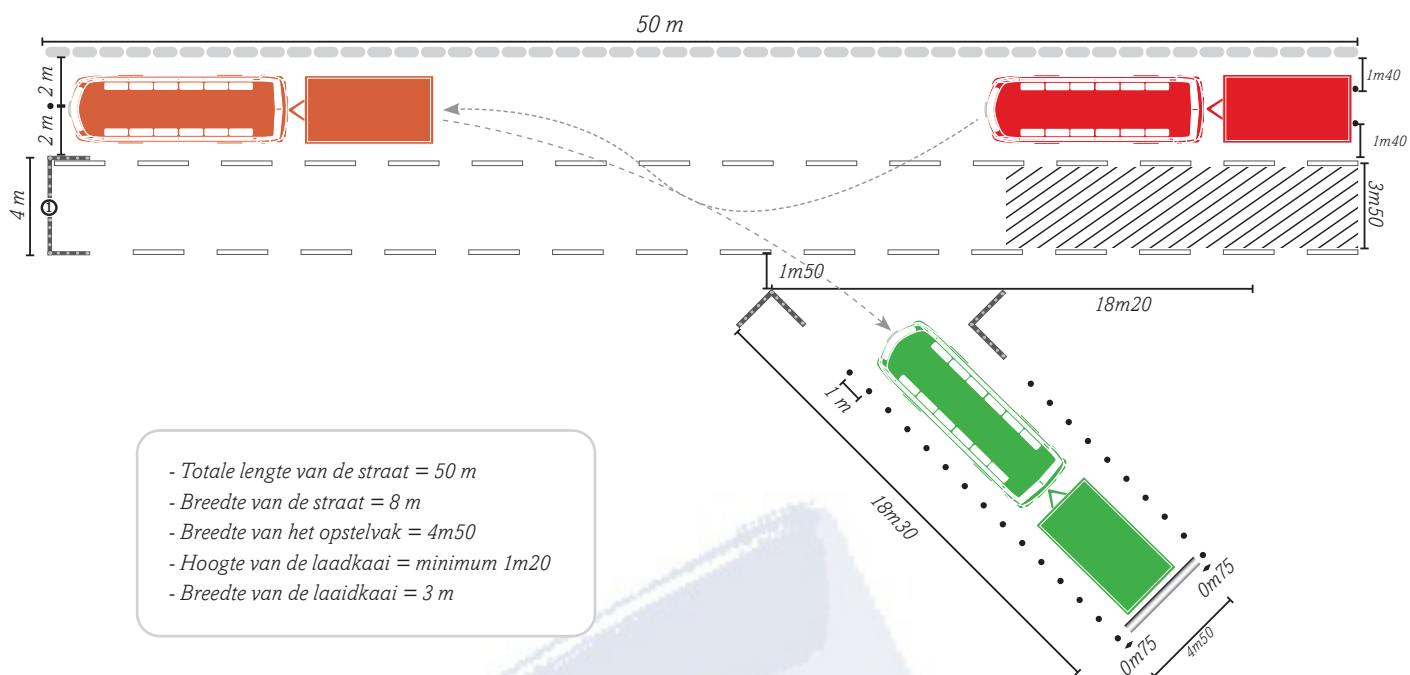 50 m
2 m
2 m
1m40
1m40
4 m
1
3m50
1m50
18m20
1 m
18m30
0m75
0m75
4m50
- Totale lengte van de straat = 50 m
- Breedte van de straat = 8 m
- Breedte van het opstelvak = 4m50
- Hoogte van de laadkaai = minimum 1m20
- Breedte van de laaidkaai = 3 m